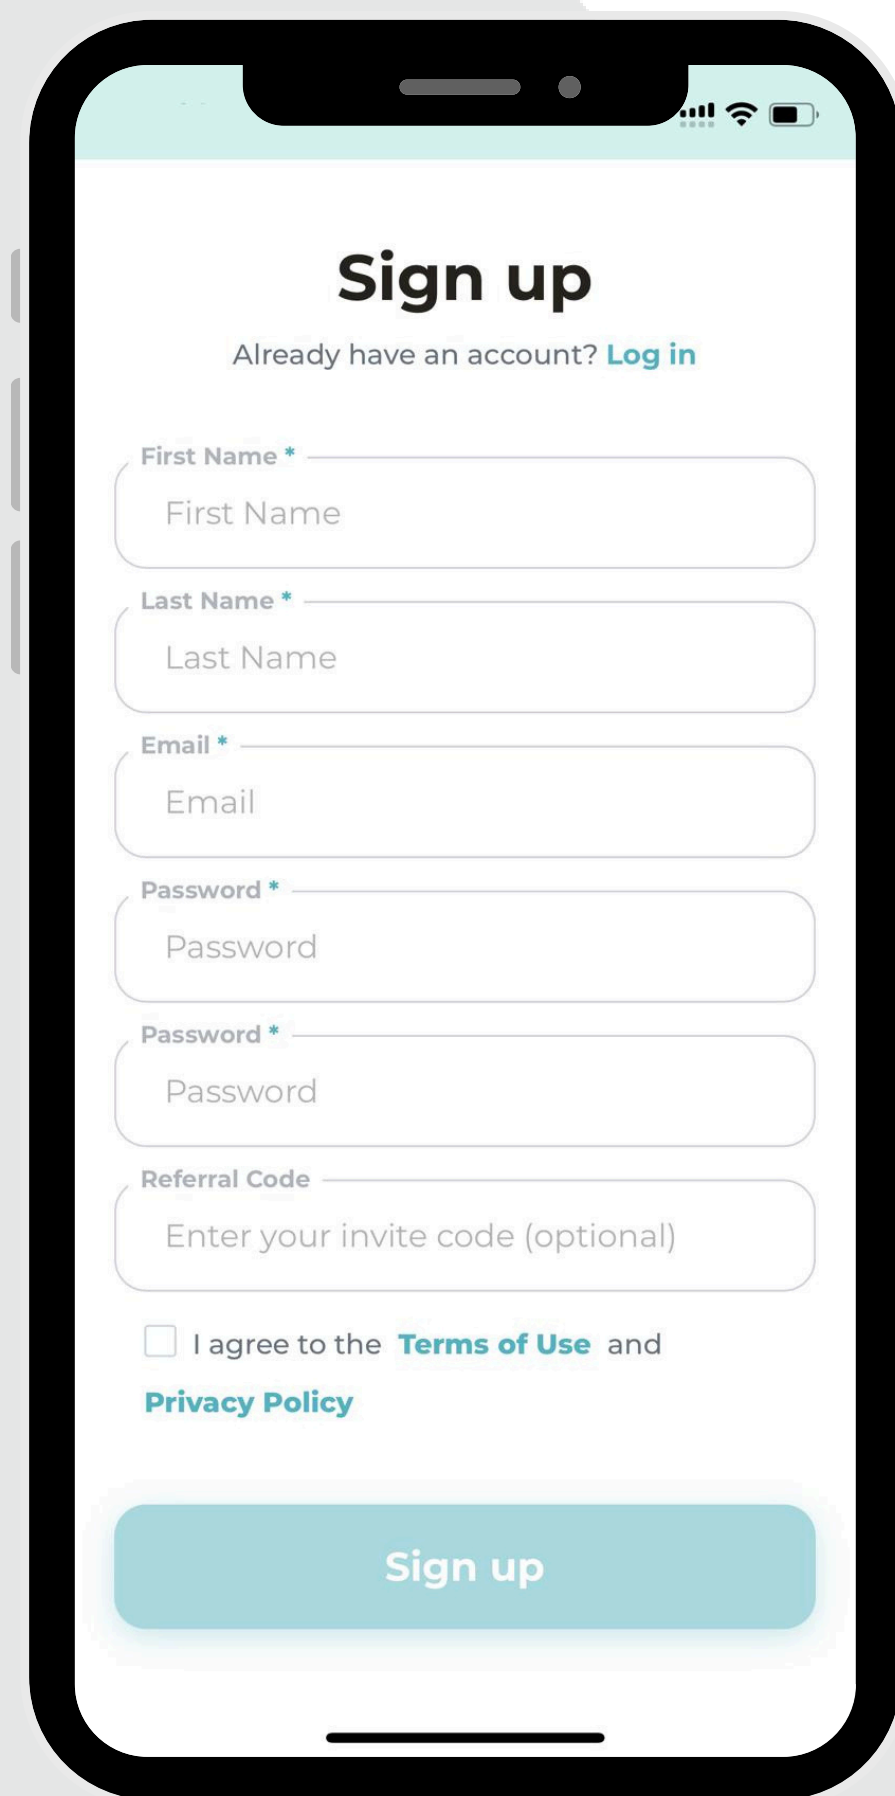 Sign up
Already have an account? Log in
First Name *
First Name
Last Name *
Last Name
Email *
Email
Password *
Password
Password *
Password
Referral Code
Enter your invite code (optional)
I agree to the Terms of Use and
Privacy Policy
Sign up